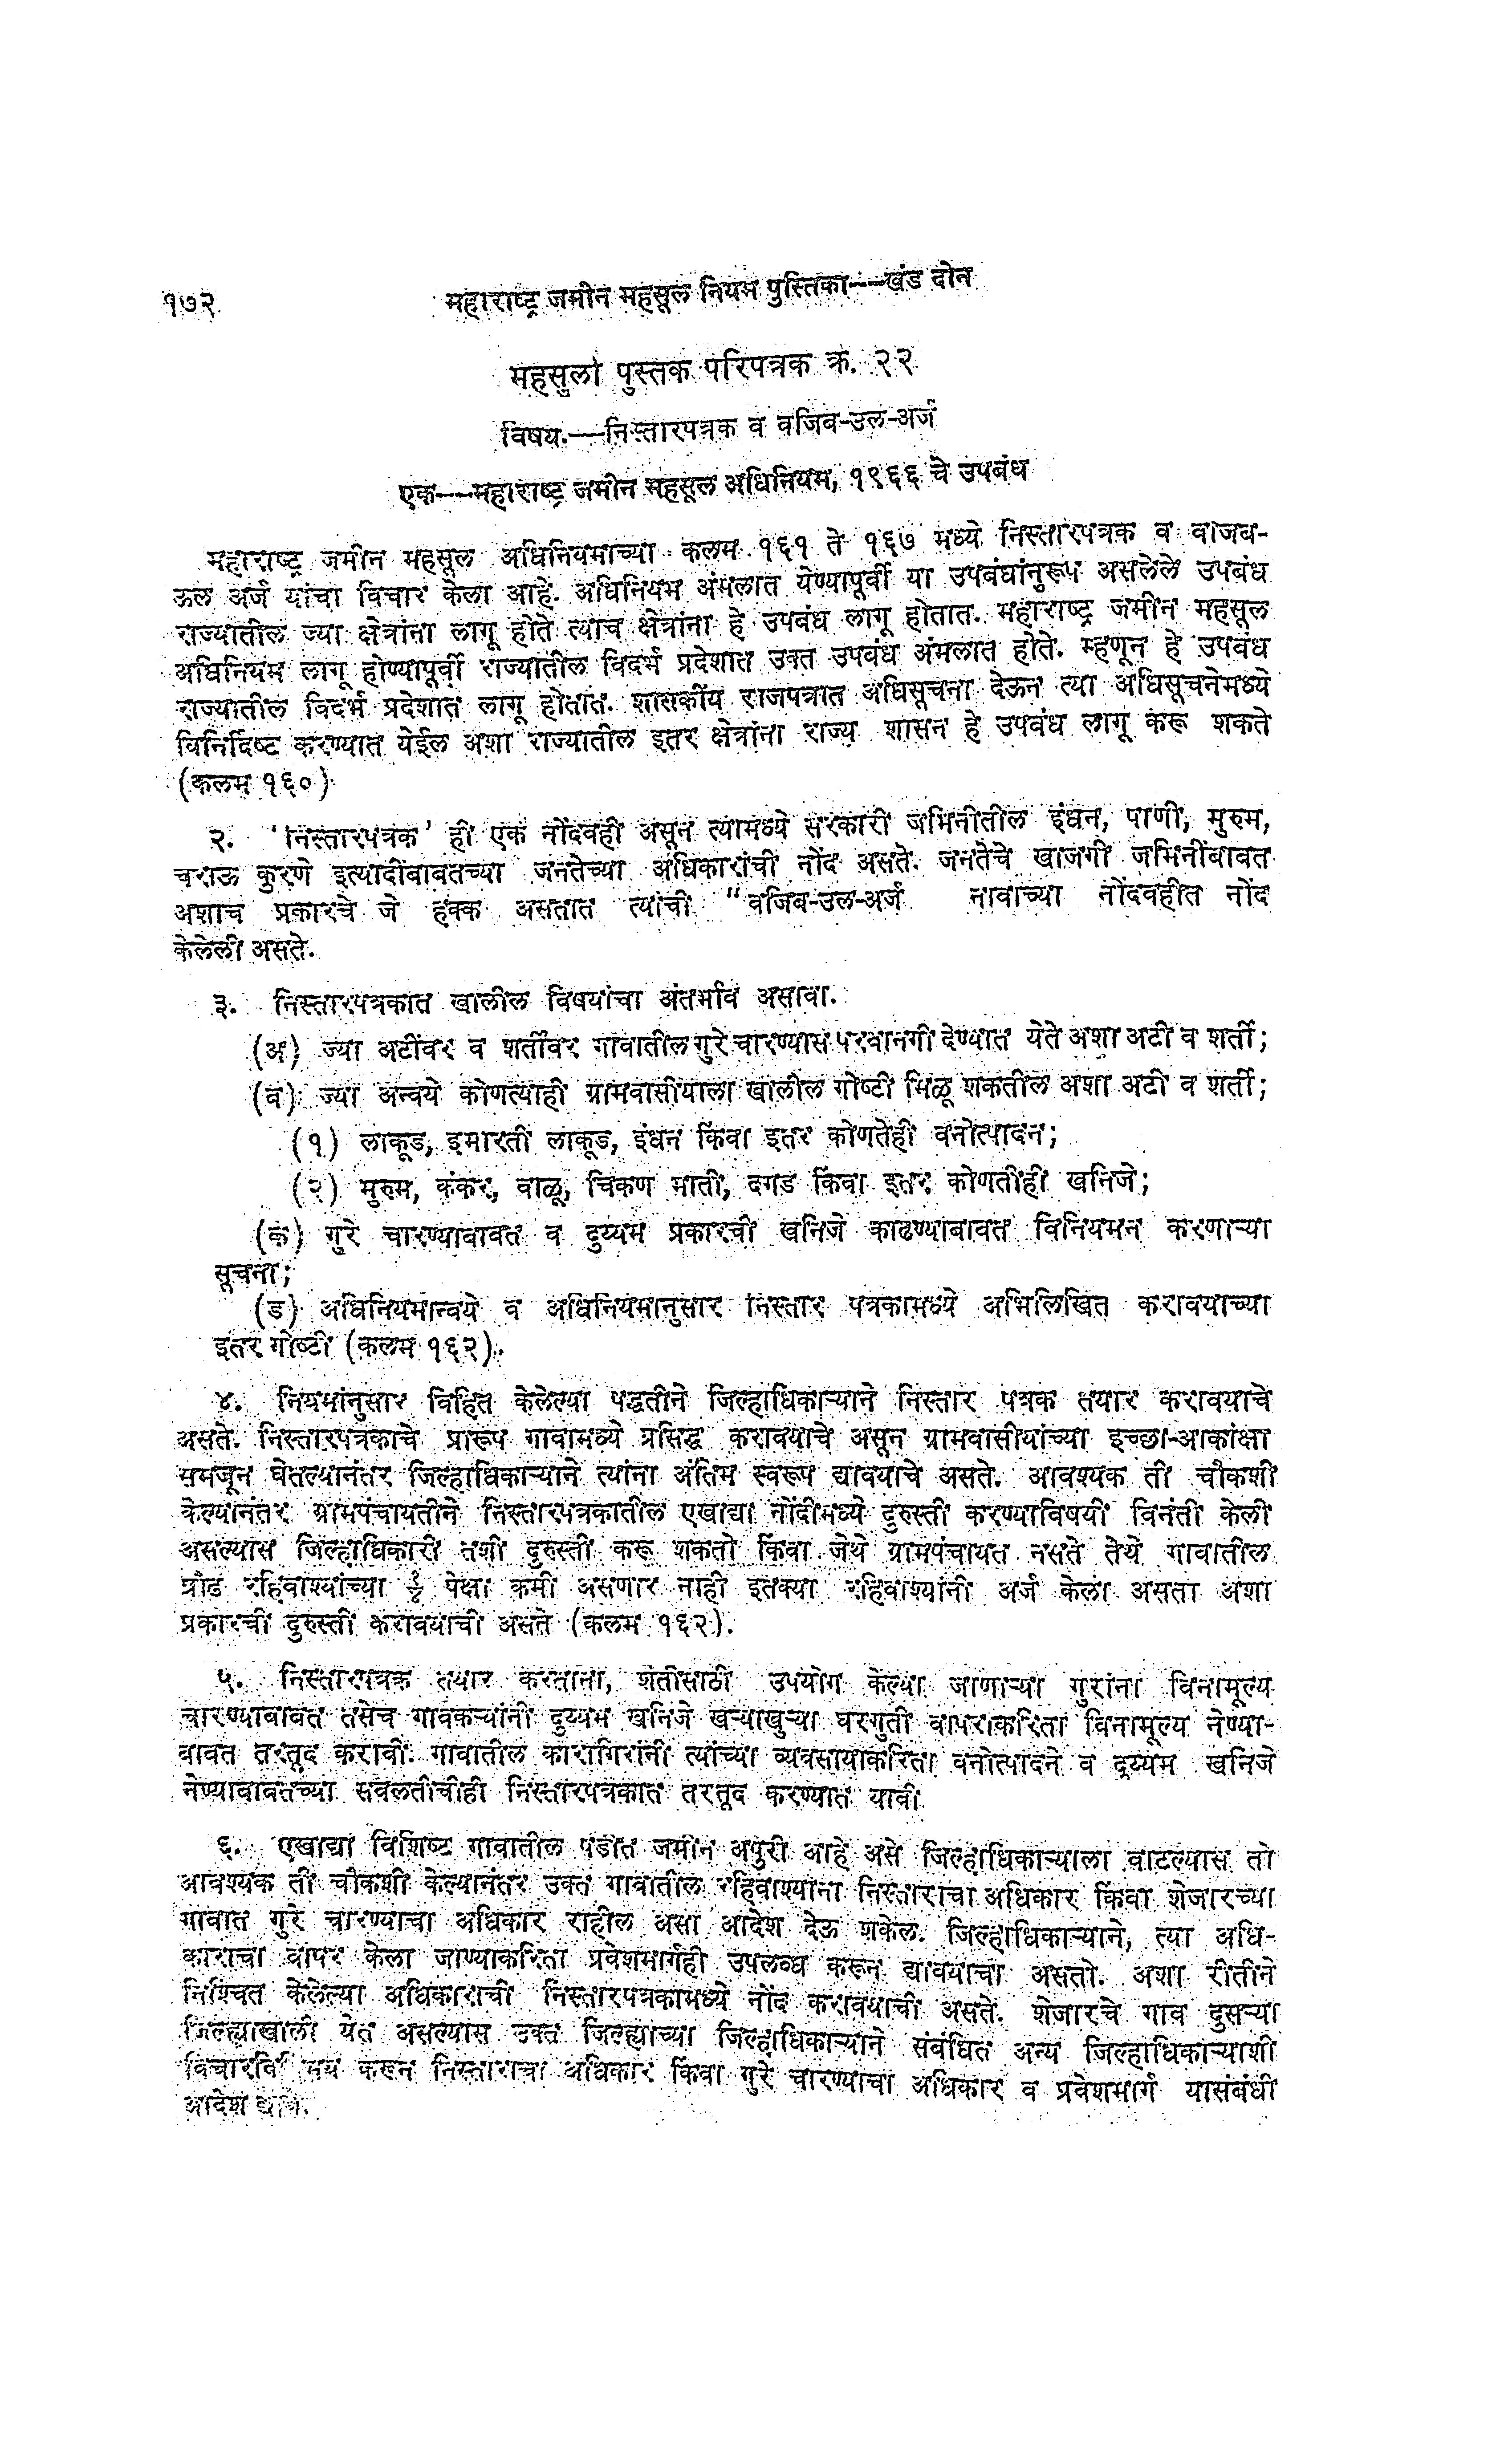 १७२ महाराष्ट्र जमीन महसूल नियम पुस्तिका--खंड दोन
महसुली पुस्तक परिपत्रक क्र. २२
विषय.--निस्तारपत्रक व वजिब-उल-अर्ज
एक--महाराष्ट्र जमीन महसूल अधिनियम, १९६६ चे उपबंध
महाराष्ट्र जमीन महसूल अधिनियमाच्या कलम १६१ ते १६७ मध्ये निस्तारपत्रक व वाजब-
ऊल अर्ज यांचा विचार केला आहे. अधिनियम अंमलात येण्यापूर्वी या उपबंधांनुरूप असलेले उपबंध
राज्यातील ज्या क्षेत्रांना लागू होते त्याच क्षेत्रांना हे उपबंध लागू होतात. महाराष्ट्र जमीन महसूल
अधिनियम लागू होण्यापूर्वी राज्यातील विदर्भ प्रदेशात उक्त उपबंध अंमलात होते. म्हणून हे उपबंध
राज्यातील विदर्भ प्रदेशात लागू होतात. शासकीय राजपत्रात अधिसूचना देऊन त्या अधिसूचनेमध्ये
विनिर्दिष्ट करण्यात येईल अशा राज्यातील इतर क्षेत्रांना राज्य शासन हे उपबंध लागू करू शकते
(कलम १६०)
२. 'निस्तारपत्रक' ही एक नोंदवही असून त्यामध्ये सरकारी जमिनीतील इंधन, पाणी, मुरुम,
चराऊ कुरणे इत्यादींबाबतच्या जनतेच्या अधिकारांची नोंद असते. जनतेचे खाजगी जमिनींबाबत
अशाच प्रकारचे जे हक्क असतात त्यांची "वजिब-उल-अर्ज नावाच्या नोंदवहीत नोंद
केलेली असते.
३. निस्तारपत्रकात खालील विषयांचा अंतर्भाव असावा.
(अ) ज्या अटींवर व शर्तींवर गावातील गुरे चारण्यास परवानगी देण्यात येते अशा अटी व शर्ती;
(ब) ज्या अन्वये कोणत्याही ग्रामवासीयाला खालील गोष्टी मिळू शकतील अशा अटी व शर्ती;
(१) लाकूड, इमारती लाकूड, इंधन किंवा इतर कोणतेही वनोत्पादन;
(२) मुरुम, कंकर, वाळू, चिकण माती, दगड किंवा इतर कोणतीही खनिजे;
(क) गुरे चारण्याबाबत व दुय्यम प्रकारची खनिजे काढण्याबाबत विनियमन करणाऱ्या
सूचना;
(ड) अधिनियमान्वये व अधिनियमानुसार निस्तार पत्रकामध्ये अभिलिखित करावयाच्या
इतर गोष्टी (कलम १६२).
४. नियमांनुसार विहित केलेल्या पद्धतीने जिल्हाधिकाऱ्याने निस्तार पत्रक तयार करावयाचे
असते. निस्तारपत्रकाचे प्रारूप गावामध्ये प्रसिद्ध करावयाचे असून ग्रामवासीयांच्या इच्छा-आकांक्षा
समजून घेतल्यानंतर जिल्हाधिकाऱ्याने त्यांना अंतिम स्वरूप द्यावयाचे असते. आवश्यक ती चौकशी
केल्यानंतर ग्रामपंचायतीने निस्तारपत्रकातील एखाद्या नोंदीमध्ये दुरुस्ती करण्याविषयी विनंती केली
असल्यास जिल्हाधिकारी तशी दुरुस्ती करू शकतो किंवा जेथे ग्रामपंचायत नसते तेथे गावातील
प्रौढ रहिवाश्यांच्या पेक्षा कमी असणार नाही इतक्या रहिवाश्यांनी अर्ज केला असता अशा
प्रकारची दुरुस्ती करावयाची असते (कलम १६२).
५. निस्तारपत्रक तयार करताना, शेतीसाठी उपयोग केल्या जाणाऱ्या गुरांना विनामूल्य
चारण्याबाबत तसेच गावकऱ्यांनी दुय्यम खनिजे खऱ्याखुऱ्या घरगुती वापराकरिता विनामूल्य नेण्या-
बाबत तरतूद करावी. गावातील कारागिरांनी त्यांच्या व्यवसायाकरिता वनोत्पादने व दुय्यम खनिजे
नेण्याबाबतच्या सवलतीचीही निस्तारपत्रकात तरतूद करण्यात यावी
६. एखाद्या विशिष्ट गावातील पडीत जमीन अपुरी आहे असे जिल्हाधिकाऱ्याला वाटल्यास तो
आवश्यक ती चौकशी केल्यानंतर उक्त गावातील रहिवाश्यांना निस्ताराचा अधिकार किंवा शेजारच्या
गावात गुरे चारण्याचा अधिकार राहील असा आदेश देऊ शकेल. जिल्हाधिकाऱ्याने, त्या अधि-
काराचा वापर केला जाण्याकरिता प्रवेशमार्गही उपलब्ध करून द्यावयाचा असतो. अशा रीतीने
निश्चित केलेल्या अधिकाराची निस्तारपत्रकामध्ये नोंद करावयाची असते. शेजारचे गाव दुसऱ्या
जिल्ह्याखाली येत असल्यास उक्त जिल्ह्याच्या जिल्हाधिकाऱ्याने संबंधित अन्य जिल्हाधिकाऱ्याशी
करून निस्ताराचा अधिकार किंवा गुरे चारण्याचा अधिकार व प्रवेशमार्ग यासंबंधी
आदेश